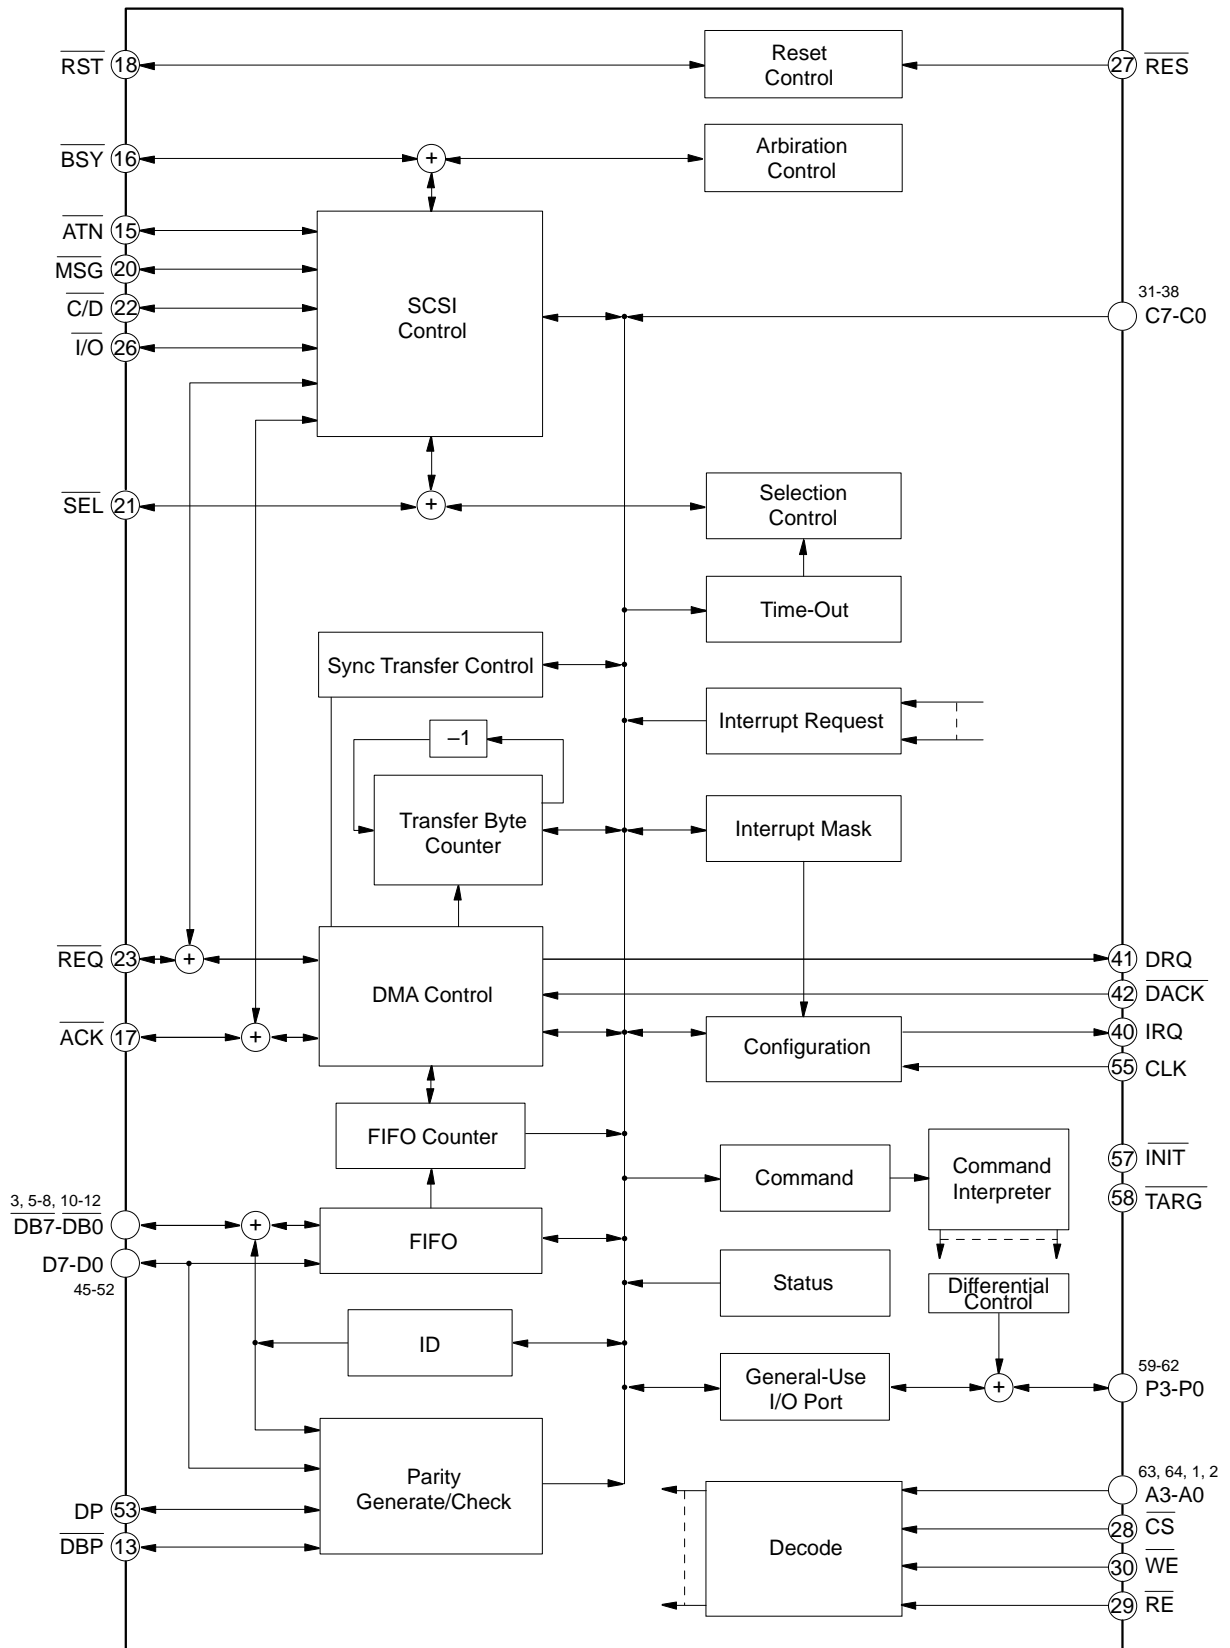 RST 18
Reset
Control
27 RES
BSY 16
+
Arbiration
Control
ATN 15
MSG 20
C/D 22
I/O 26
SCSI
Control
31-38
C7-C0
SEL 21
+
Selection
Control
Time-Out
Sync Transfer Control
Interrupt Request
–1
Transfer Byte
Counter
Interrupt Mask
REQ 23
+
DMA Control
41 DRQ
42 DACK
ACK 17
+
Configuration
40 IRQ
55 CLK
FIFO Counter
Command
Command
Interpreter
57 INIT
58 TARG
3, 5-8, 10-12
DB7-DB0
+
FIFO
D7-D0
45-52
Status
Differential
Control
ID
General-Use
I/O Port
+
59-62
P3-P0
Parity
Generate/Check
DP 53
DBP 13
Decode
63, 64, 1, 2
A3-A0
28 CS
30 WE
29 RE